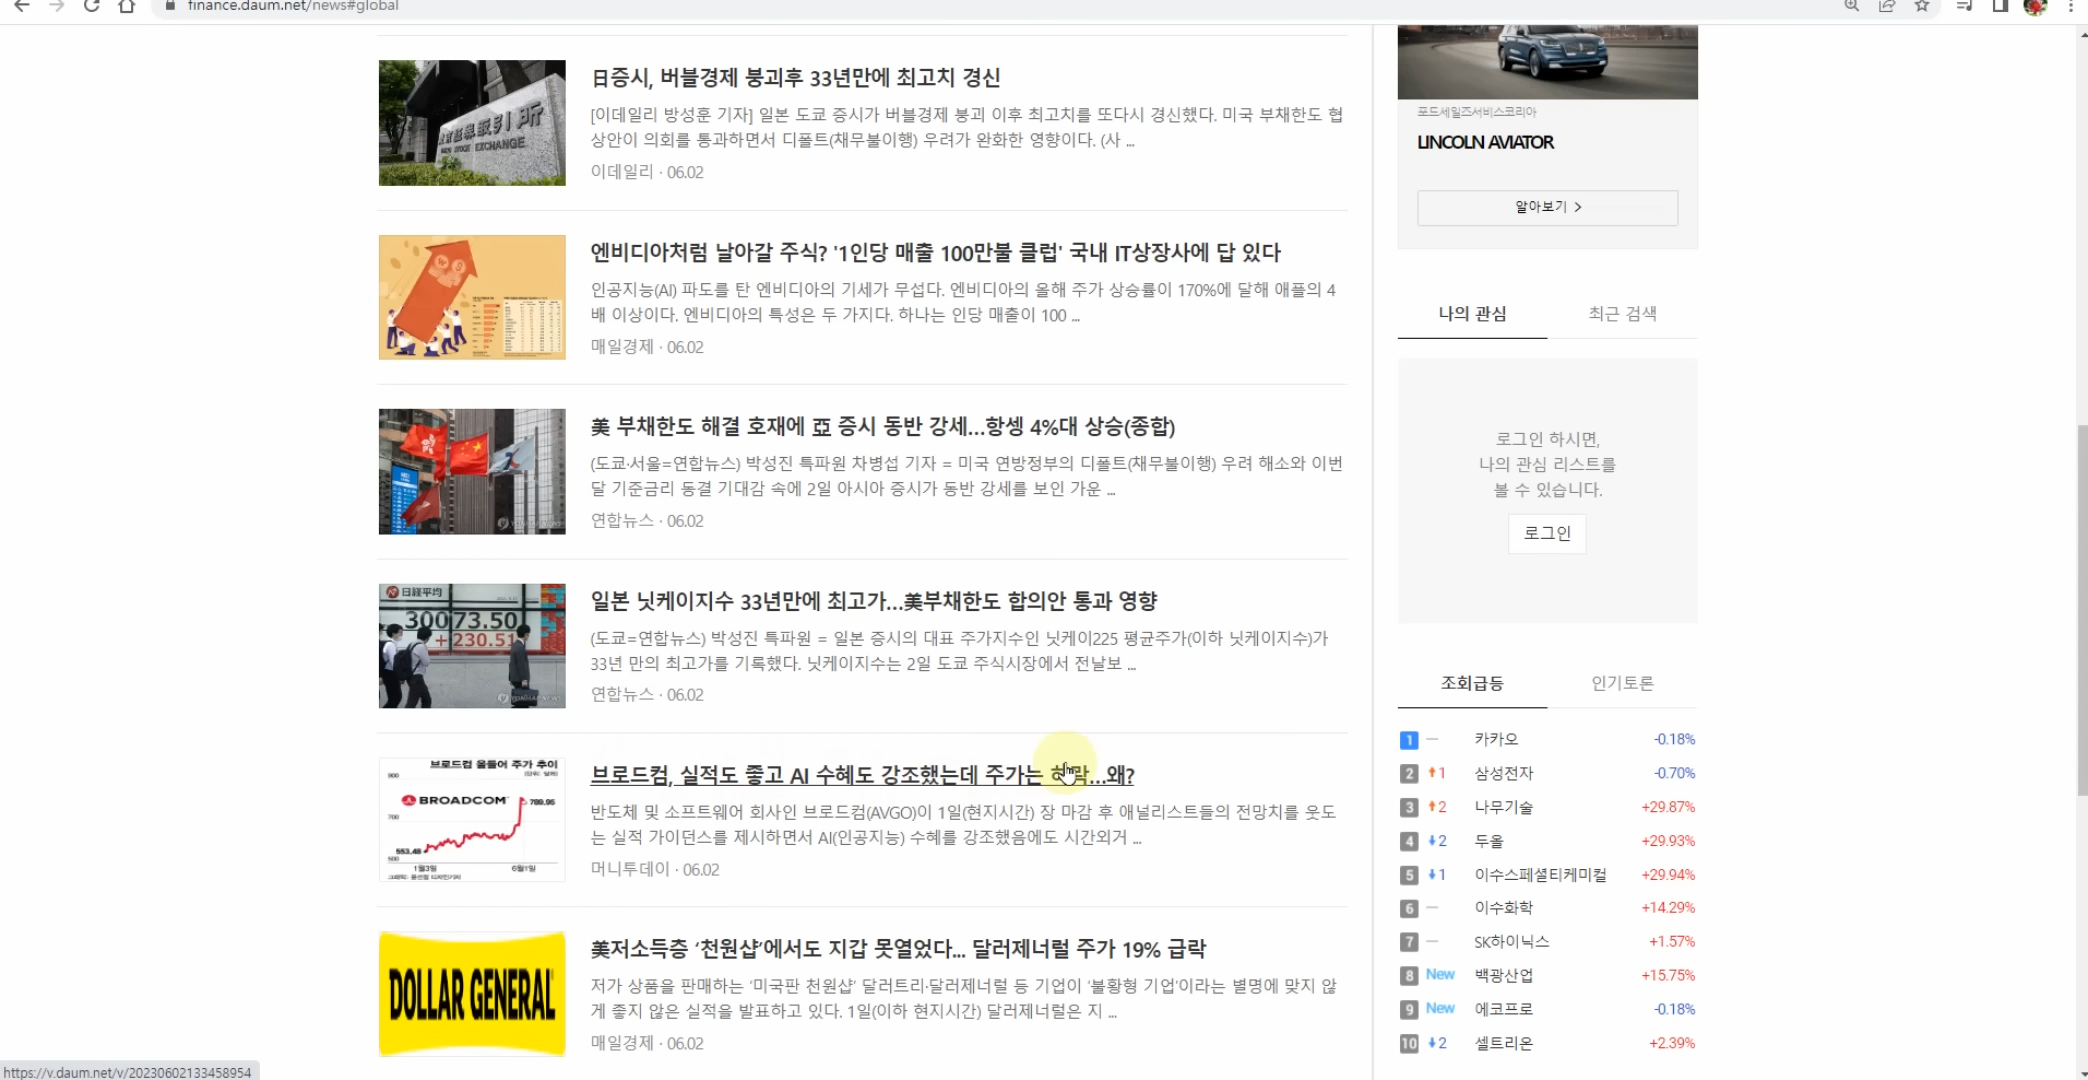 finance.daum.net/news#global
日증시, 버블경제 붕괴후 33년만에 최고치 경신
[이데일리 방성훈 기자] 일본 도쿄 증시가 버블경제 붕괴 이후 최고치를 또다시 경신했다. 미국 부채한도 협
상안이 의회를 통과하면서 디폴트(채무불이행) 우려가 완화한 영향이다. (사 ...
이데일리 · 06.02
엔비디아처럼 날아갈 주식? '1인당 매출 100만불 클럽' 국내 IT상장사에 답 있다
인공지능(AI) 파도를 탄 엔비디아의 기세가 무섭다. 엔비디아의 올해 주가 상승률이 170%에 달해 애플의 4
배 이상이다. 엔비디아의 특성은 두 가지다. 하나는 인당 매출이 100 ...
매일경제 · 06.02
美 부채한도 해결 호재에 亞 증시 동반 강세…항셍 4%대 상승(종합)
(도쿄·서울=연합뉴스) 박성진 특파원 차병섭 기자 = 미국 연방정부의 디폴트(채무불이행) 우려 해소와 이번
달 기준금리 동결 기대감 속에 2일 아시아 증시가 동반 강세를 보인 가운 ...
연합뉴스 · 06.02
日経平均
30073.50
+230.51
일본 닛케이지수 33년만에 최고가…美부채한도 합의안 통과 영향
(도쿄=연합뉴스) 박성진 특파원 = 일본 증시의 대표 주가지수인 닛케이225 평균주가(이하 닛케이지수)가
33년 만의 최고가를 기록했다. 닛케이지수는 2일 도쿄 주식시장에서 전날보 ...
연합뉴스 · 06.02
브로드컴 올들어 주가 추이
900
BROADCOM
789.95
700
553.48
500
1월3일 6월1일
브로드컴, 실적도 좋고 AI 수혜도 강조했는데 주가는 하락…왜?
반도체 및 소프트웨어 회사인 브로드컴(AVGO)이 1일(현지시간) 장 마감 후 애널리스트들의 전망치를 웃도
는 실적 가이던스를 제시하면서 AI(인공지능) 수혜를 강조했음에도 시간외거 ...
머니투데이 · 06.02
DOLLAR GENERAL
美저소득층 ‘천원샵’에서도 지갑 못열었다... 달러제너럴 주가 19% 급락
저가 상품을 판매하는 ‘미국판 천원샵’ 달러트리·달러제너럴 등 기업이 ‘불황형 기업’이라는 별명에 맞지 않
게 좋지 않은 실적을 발표하고 있다. 1일(이하 현지시간) 달러제너럴은 지 ...
매일경제 · 06.02
포드세일즈서비스코리아
LINCOLN AVIATOR
알아보기 >
나의 관심 최근 검색
로그인 하시면,
나의 관심 리스트를
볼 수 있습니다.
로그인
조회급등 인기토론
1 — 카카오 -0.18%
2 1 삼성전자 -0.70%
3 2 나무기술 +29.87%
4 2 두올 +29.93%
5 1 이수스페셜티케미컬 +29.94%
6 — 이수화학 +14.29%
7 — SK하이닉스 +1.57%
8 New 백광산업 +15.75%
9 New 에코프로 -0.18%
10 2 셀트리온 +2.39%
https://v.daum.net/v/20230602133458954